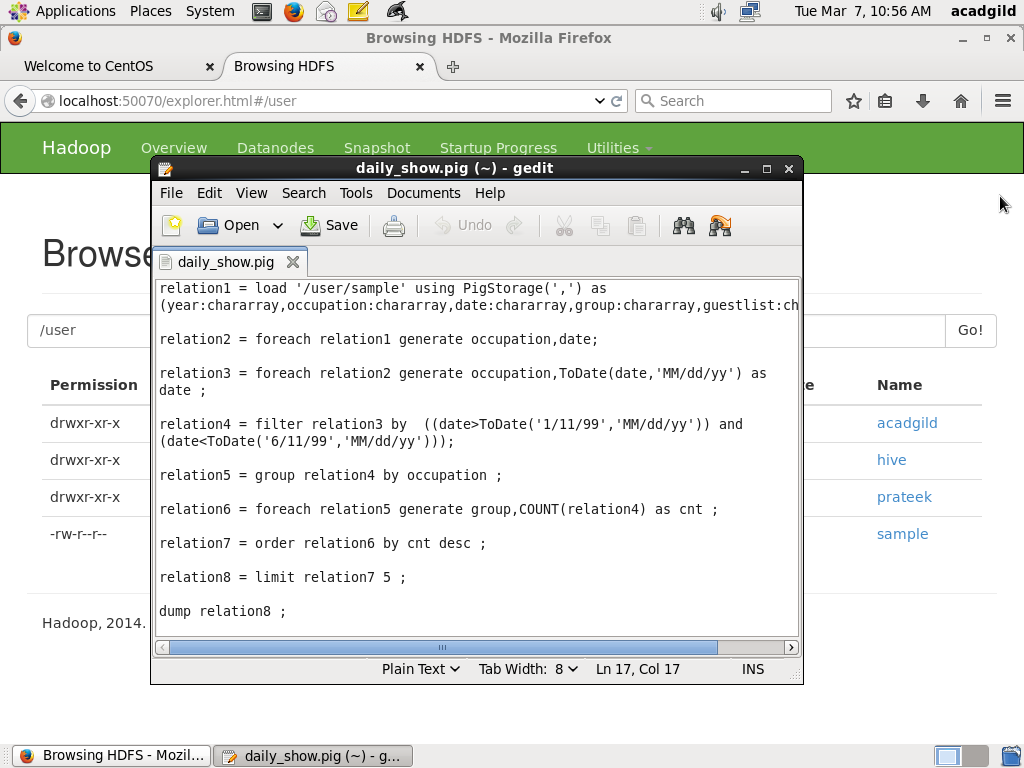 Applications Places System Tue Mar 7, 10:56 AM acadgild
Browsing HDFS - Mozilla Firefox
Welcome to CentOS Browsing HDFS
localhost:50070/explorer.html#/user Search
Hadoop Overview Datanodes Snapshot Startup Progress Utilities
daily_show.pig (~) - gedit
File Edit View Search Tools Documents Help
Open Save Undo
daily_show.pig
relation1 = load '/user/sample' using PigStorage(',') as
(year:chararray,occupation:chararray,date:chararray,group:chararray,guestlist:ch
relation2 = foreach relation1 generate occupation,date;
relation3 = foreach relation2 generate occupation,ToDate(date,'MM/dd/yy') as
date ;
relation4 = filter relation3 by  ((date>ToDate('1/11/99','MM/dd/yy')) and
(date<ToDate('6/11/99','MM/dd/yy')));
relation5 = group relation4 by occupation ;
relation6 = foreach relation5 generate group,COUNT(relation4) as cnt ;
relation7 = order relation6 by cnt desc ;
relation8 = limit relation7 5 ;
dump relation8 ;
Plain Text Tab Width: 8 Ln 17, Col 17 INS
Browse
/user Go!
Permission Name
drwxr-xr-x acadgild
drwxr-xr-x hive
drwxr-xr-x prateek
-rw-r--r-- sample
Hadoop, 2014.
Browsing HDFS - Mozil... daily_show.pig (~) - g...